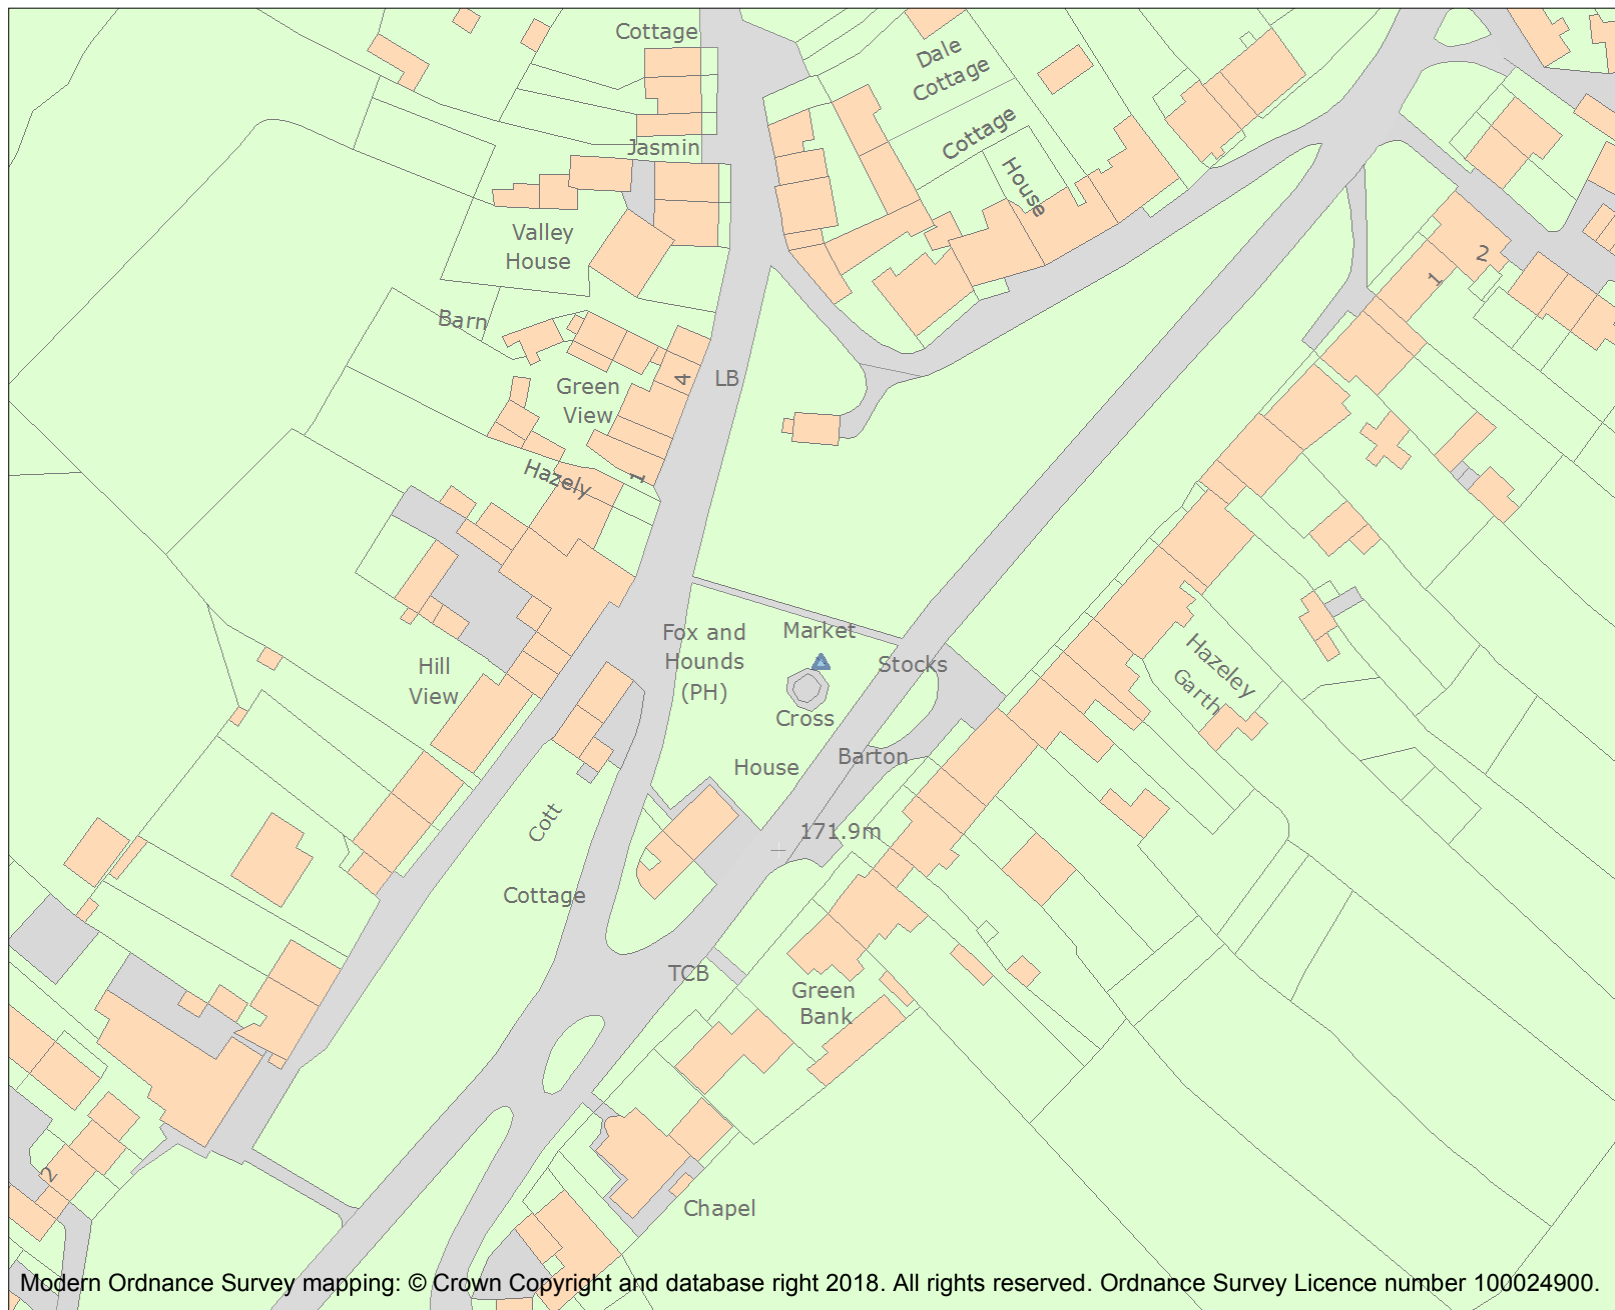 Cottage
Dale
Cottage
Cottage
Jasmin
House
Valley
House
2
1
Barn
4
LB
Green
View
Hazely
1
Fox and
Hounds
(PH)
Market
Stocks
Hill
View
Hazeley
Garth
Cross
House
Barton
Cott
171.9m
Cottage
TCB
Green
Bank
2
Chapel
Modern Ordnance Survey mapping: © Crown Copyright and database right 2018. All rights reserved. Ordnance Survey Licence number 100024900.